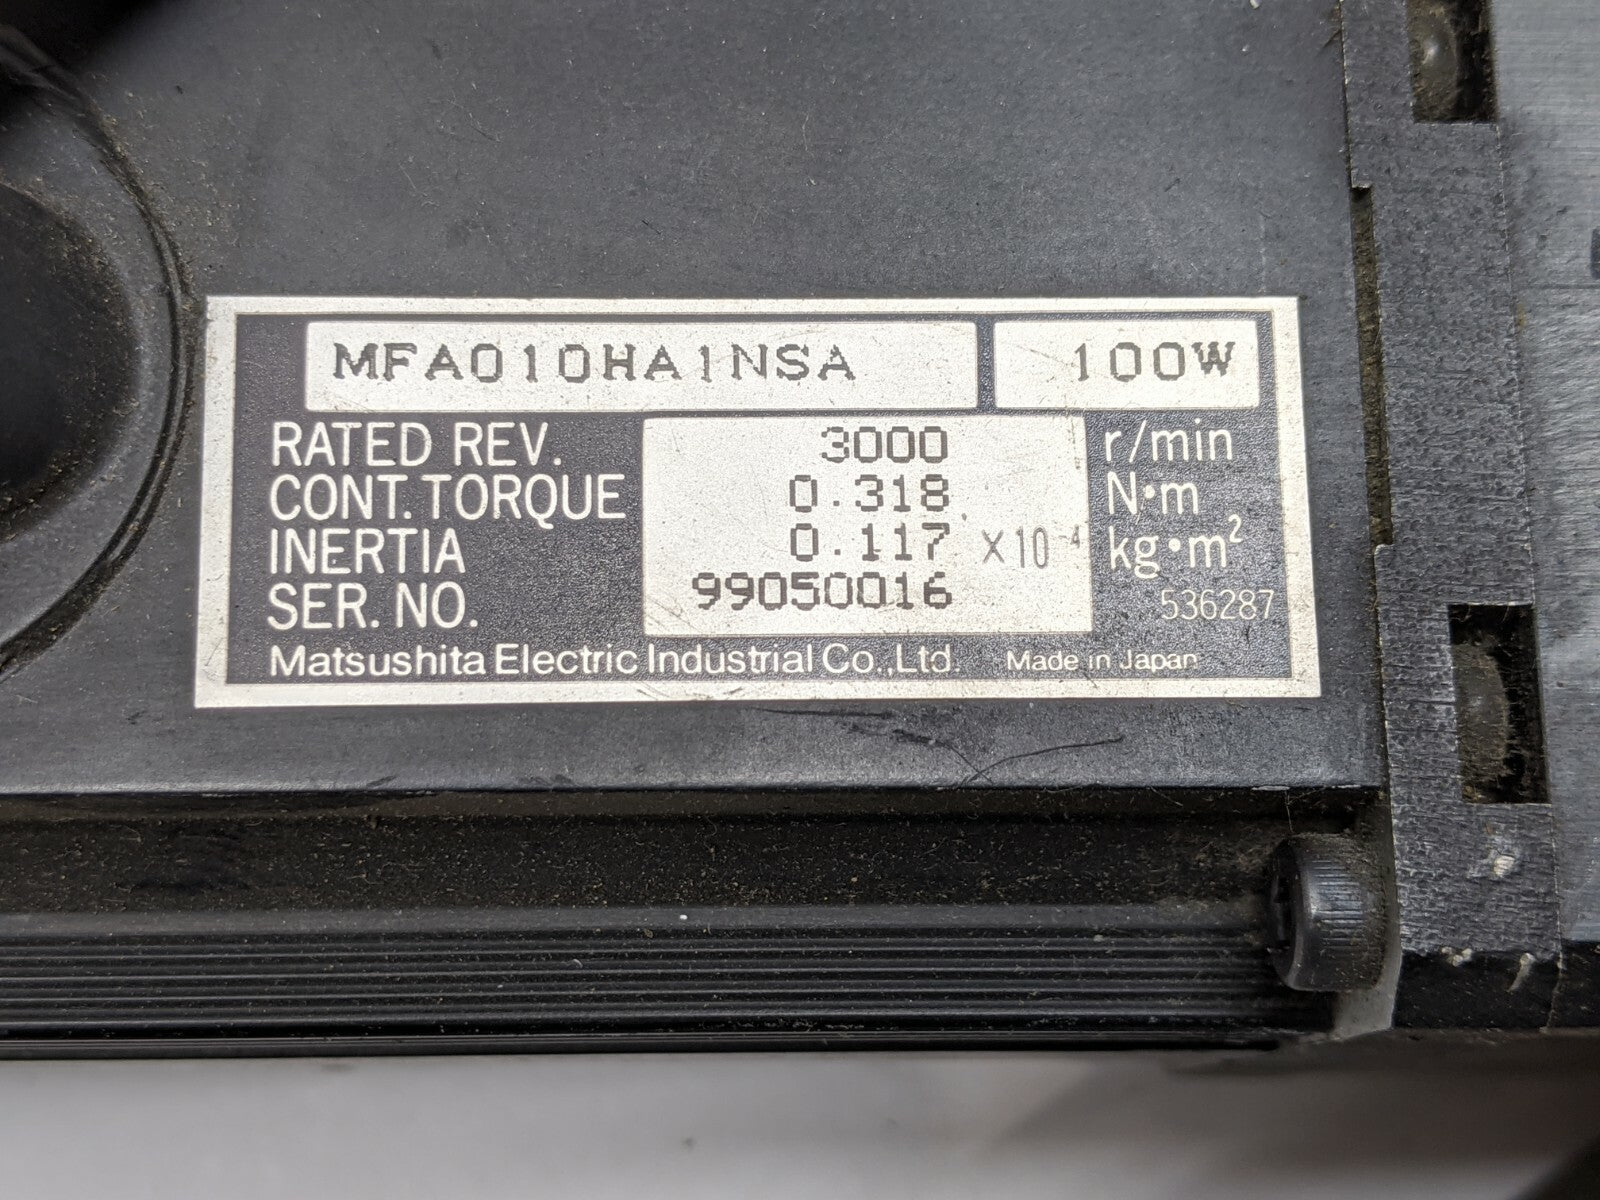 MFA010HA1NSA 100W
RATED REV. 3000 r/min
CONT. TORQUE 0.318 N·m
INERTIA 0.117 ×10⁻⁴ kg·m²
SER. NO. 99050016 536287
Matsushita Electric Industrial Co.,Ltd. Made in Japan